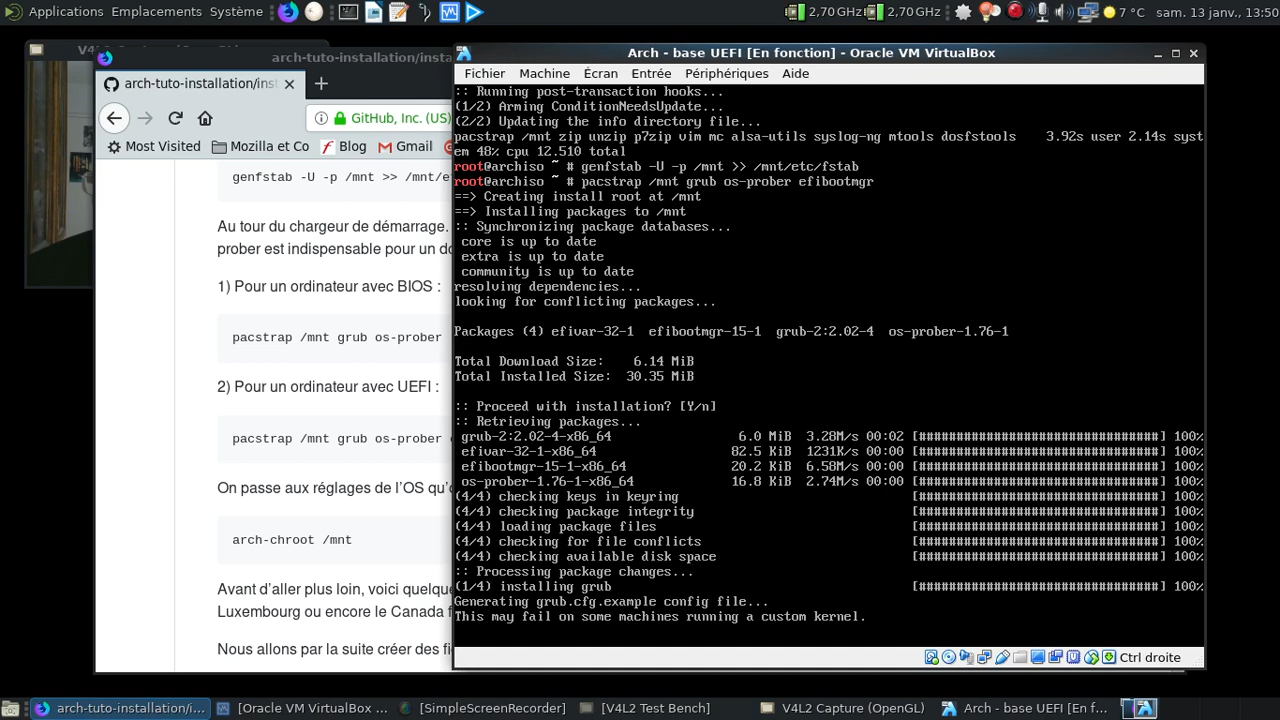 Applications Emplacements Système
2,70 GHz 2,70 GHz
7 °C sam. 13 janv., 13:50
arch-tuto-installation/insta
arch-tuto-installation/inst
GitHub, Inc. (US)
Most Visited Mozilla et Co Blog Gmail
genfstab -U -p /mnt >> /mnt/e
Au tour du chargeur de démarrage.
prober est indispensable pour un do
1) Pour un ordinateur avec BIOS :
pacstrap /mnt grub os-prober
2) Pour un ordinateur avec UEFI :
pacstrap /mnt grub os-prober
On passe aux réglages de l'OS qu'
arch-chroot /mnt
Avant d'aller plus loin, voici quelque
Luxembourg ou encore le Canada f
Nous allons par la suite créer des fi
Arch - base UEFI [En fonction] - Oracle VM VirtualBox
Fichier Machine Écran Entrée Périphériques Aide
:: Running post-transaction hooks...
(1/2) Arming ConditionNeedsUpdate...
(2/2) Updating the info directory file...
pacstrap /mnt zip unzip p7zip vim mc alsa-utils syslog-ng mtools dosfstools 3.92s user 2.14s syst
em 48% cpu 12.510 total
root@archiso ~ # genfstab -U -p /mnt >> /mnt/etc/fstab
root@archiso ~ # pacstrap /mnt grub os-prober efibootmgr
==> Creating install root at /mnt
==> Installing packages to /mnt
:: Synchronizing package databases...
core is up to date
extra is up to date
community is up to date
resolving dependencies...
looking for conflicting packages...
Packages (4) efivar-32-1 efibootmgr-15-1 grub-2:2.02-4 os-prober-1.76-1
Total Download Size: 6.14 MiB
Total Installed Size: 30.35 MiB
:: Proceed with installation? [Y/n]
:: Retrieving packages...
grub-2:2.02-4-x86_64 6.0 MiB 3.28M/s 00:02 [#################################] 100%
efivar-32-1-x86_64 82.5 KiB 1231K/s 00:00 [#################################] 100%
efibootmgr-15-1-x86_64 20.2 KiB 6.58M/s 00:00 [#################################] 100%
os-prober-1.76-1-x86_64 16.8 KiB 2.74M/s 00:00 [#################################] 100%
(4/4) checking keys in keyring [#################################] 100%
(4/4) checking package integrity [#################################] 100%
(4/4) loading package files [#################################] 100%
(4/4) checking for file conflicts [#################################] 100%
(4/4) checking available disk space [#################################] 100%
:: Processing package changes...
(1/4) installing grub [#################################] 100%
Generating grub.cfg.example config file...
This may fail on some machines running a custom kernel.
Ctrl droite
arch-tuto-installation/i... [Oracle VM VirtualBox ... [SimpleScreenRecorder] [V4L2 Test Bench] V4L2 Capture (OpenGL) Arch - base UEFI [En f...